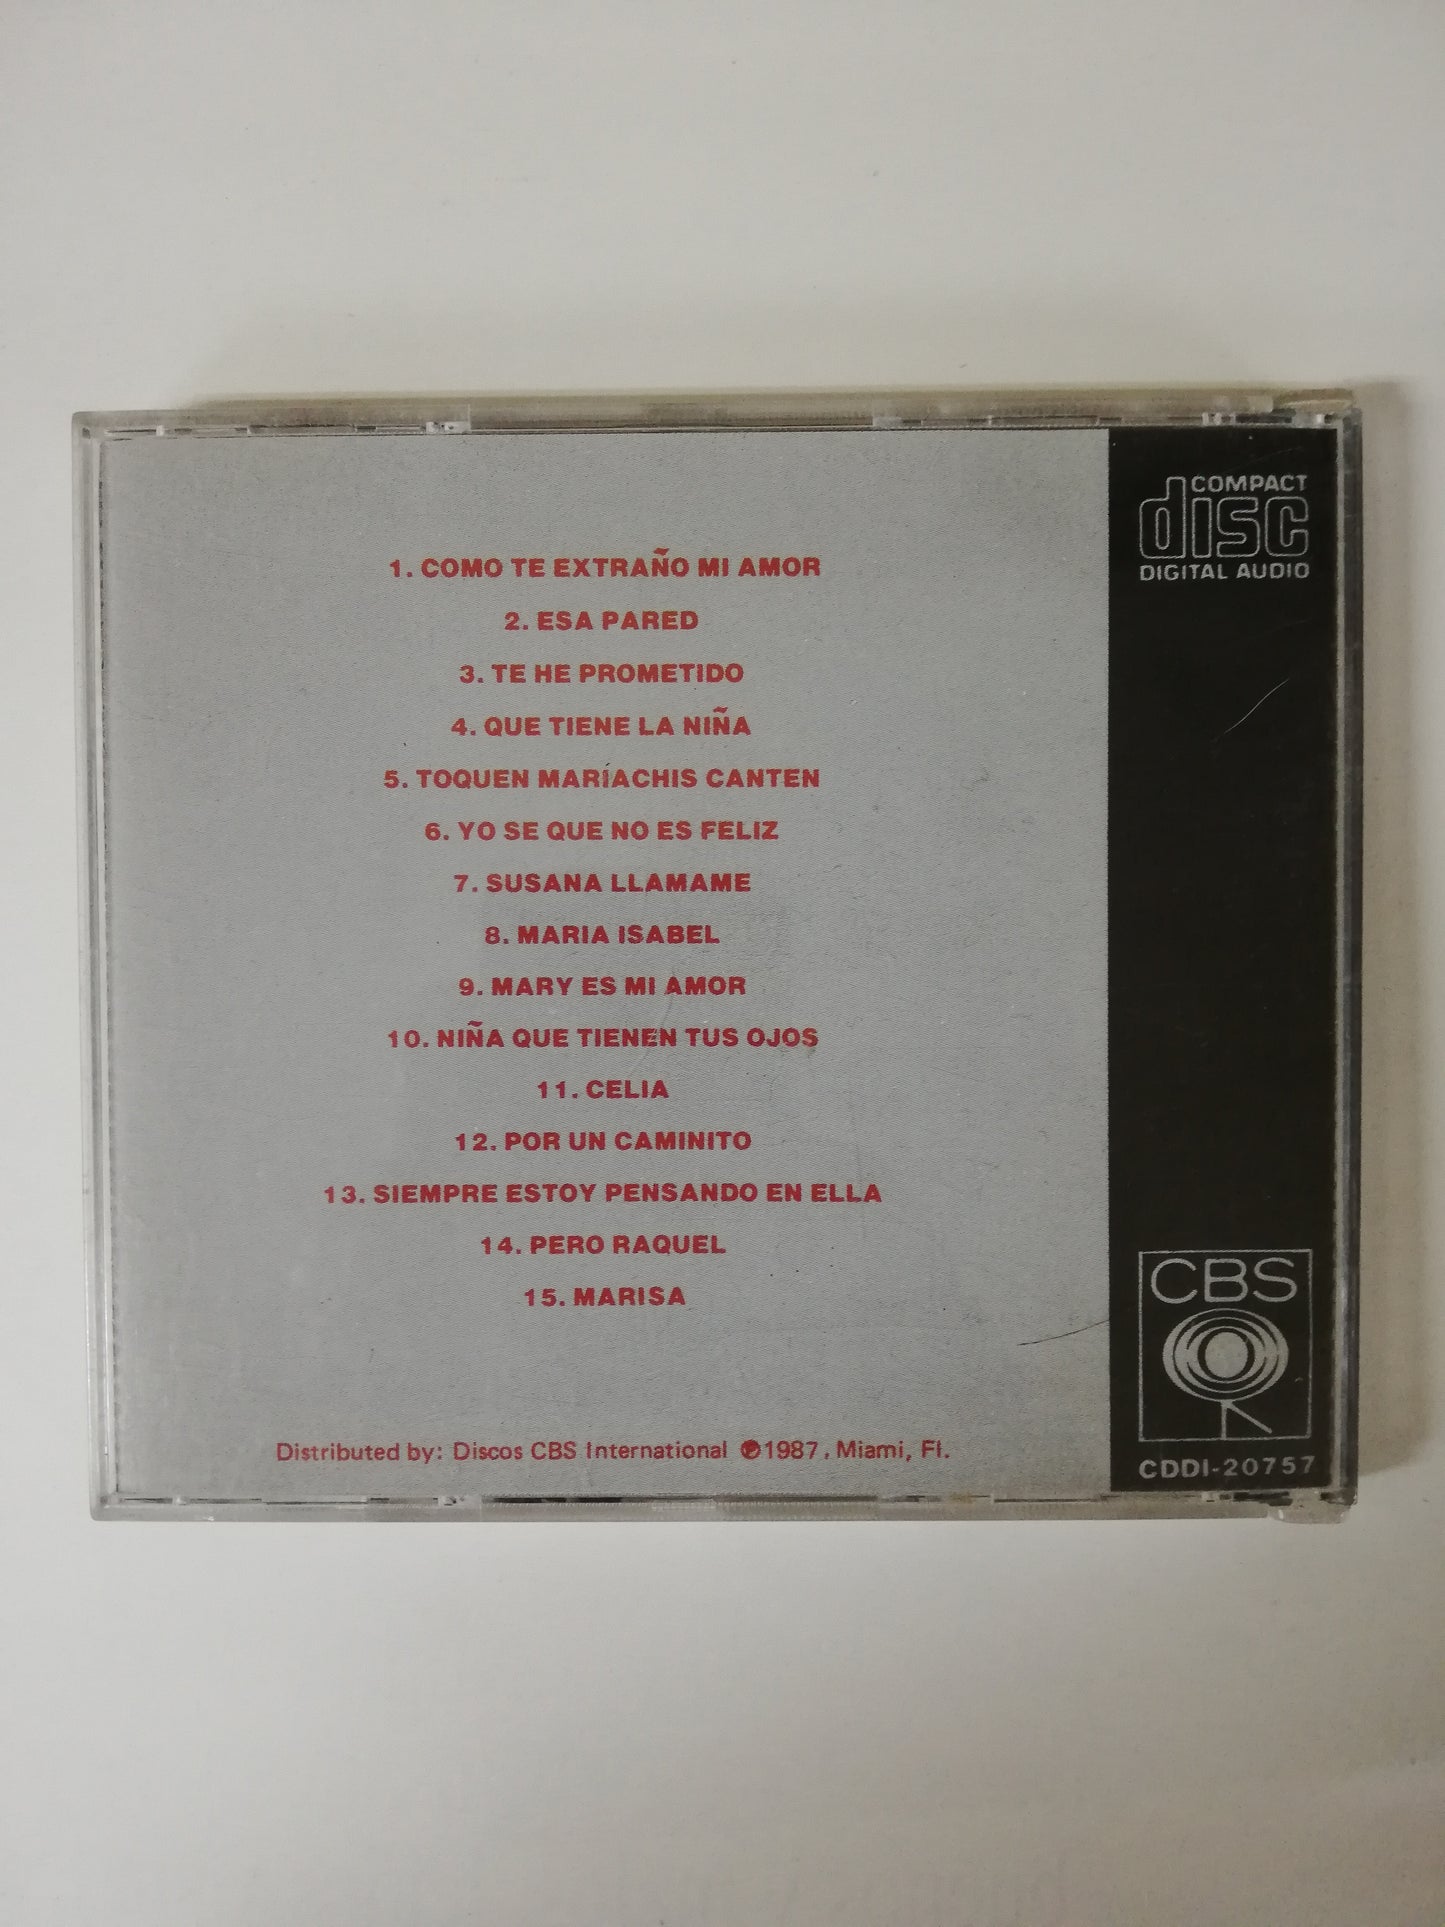 COMPACT
disc
DIGITAL AUDIO
1. COMO TE EXTRAÑO MI AMOR
2. ESA PARED
3. TE HE PROMETIDO
4. QUE TIENE LA NIÑA
5. TOQUEN MARIACHIS CANTEN
6. YO SE QUE NO ES FELIZ
7. SUSANA LLAMAME
8. MARIA ISABEL
9. MARY ES MI AMOR
10. NIÑA QUE TIENEN TUS OJOS
11. CELIA
12. POR UN CAMINITO
13. SIEMPRE ESTOY PENSANDO EN ELLA
14. PERO RAQUEL
15. MARISA
Distributed by: Discos CBS International ℗1987, Miami, Fl.
CBS
CDDI-20757